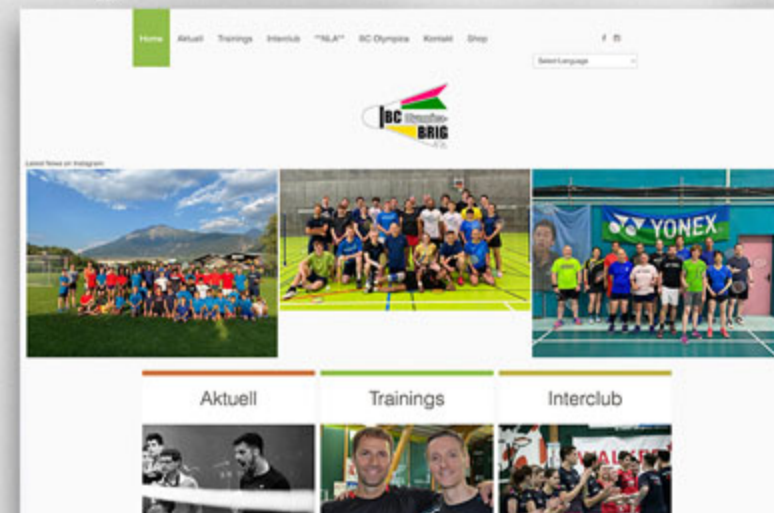 Home Aktuell Trainings Interclub **NLA** BC Olympica Kontakt Shop
Select Language
BC Olympica-
BRIG
Latest News on Instagram:
YONEX
Aktuell Trainings Interclub